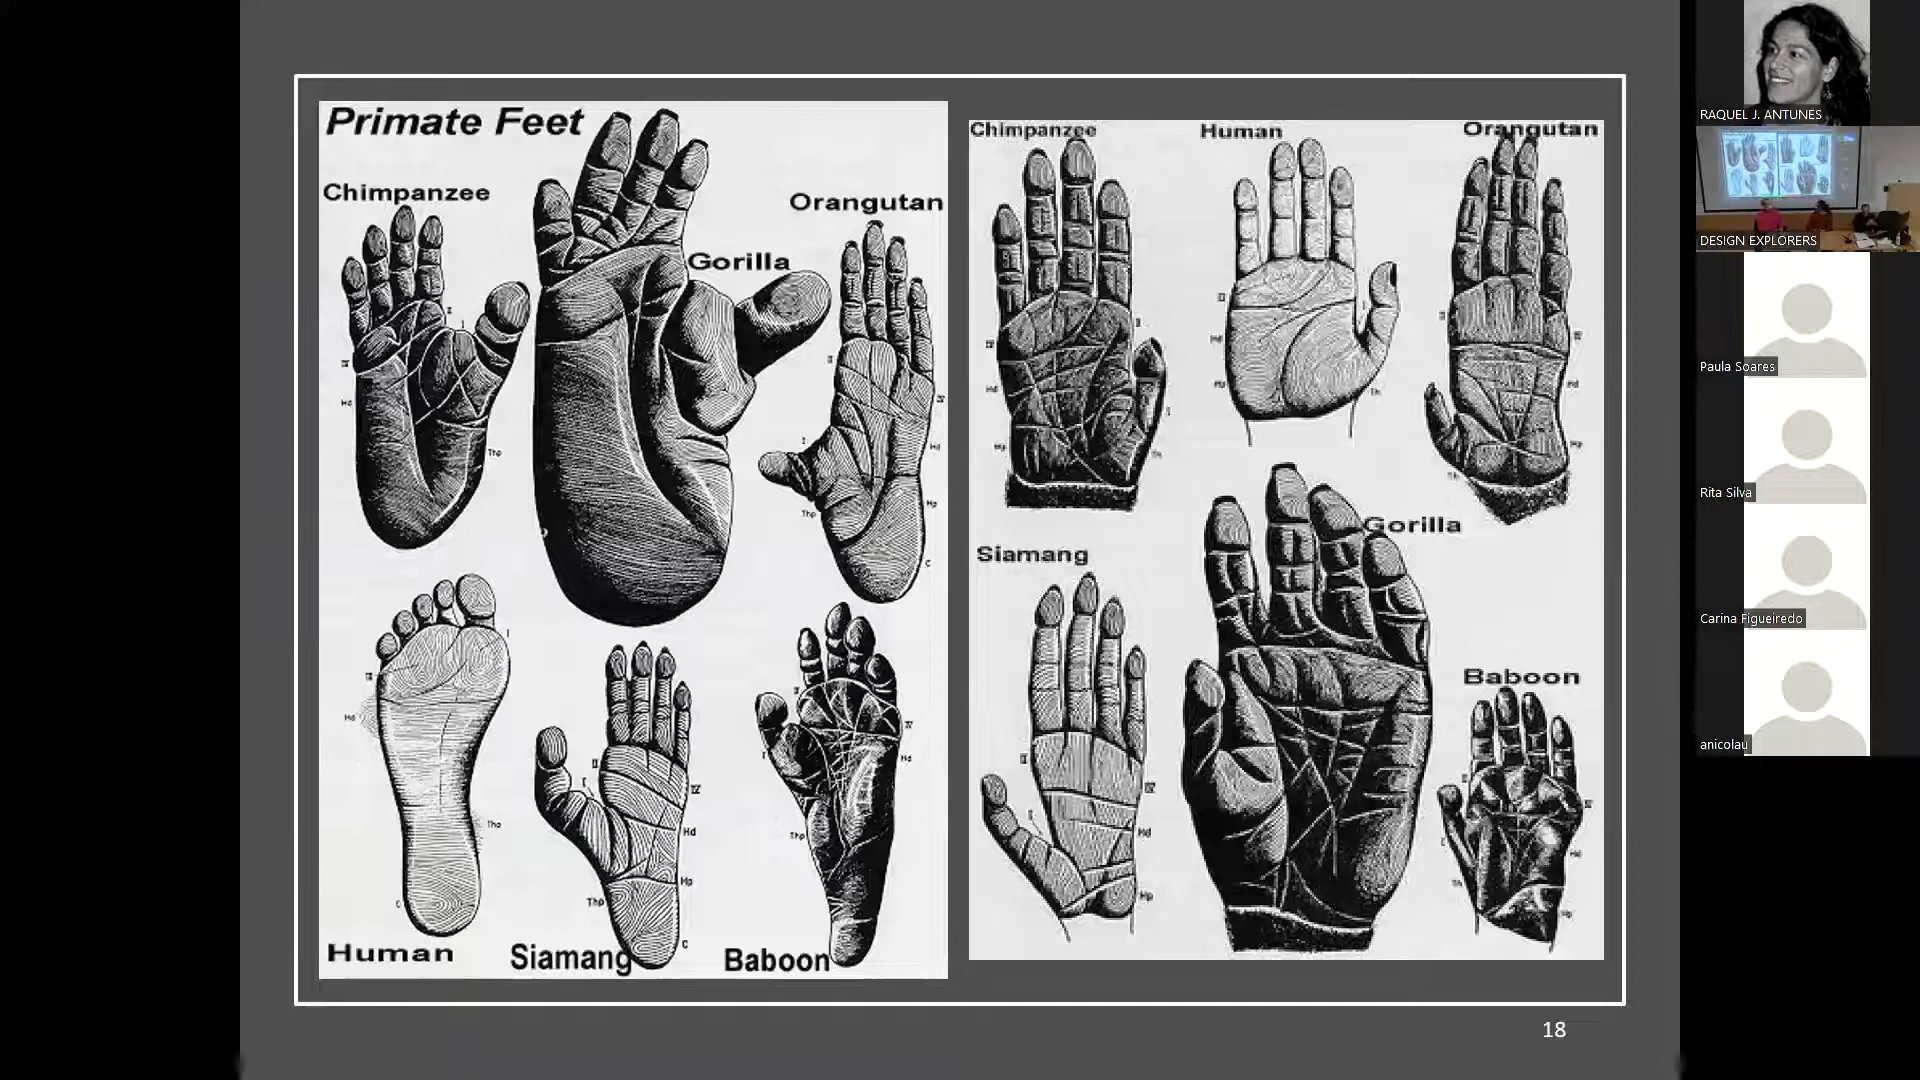 Primate Feet
Chimpanzee
Gorilla
Orangutan
Human
Siamang
Baboon
Chimpanzee
Human
Orangutan
Siamang
Gorilla
Baboon
18
RAQUEL J. ANTUNES
DESIGN EXPLORERS
Paula Soares
Rita Silva
Carina Figueiredo
anicolau